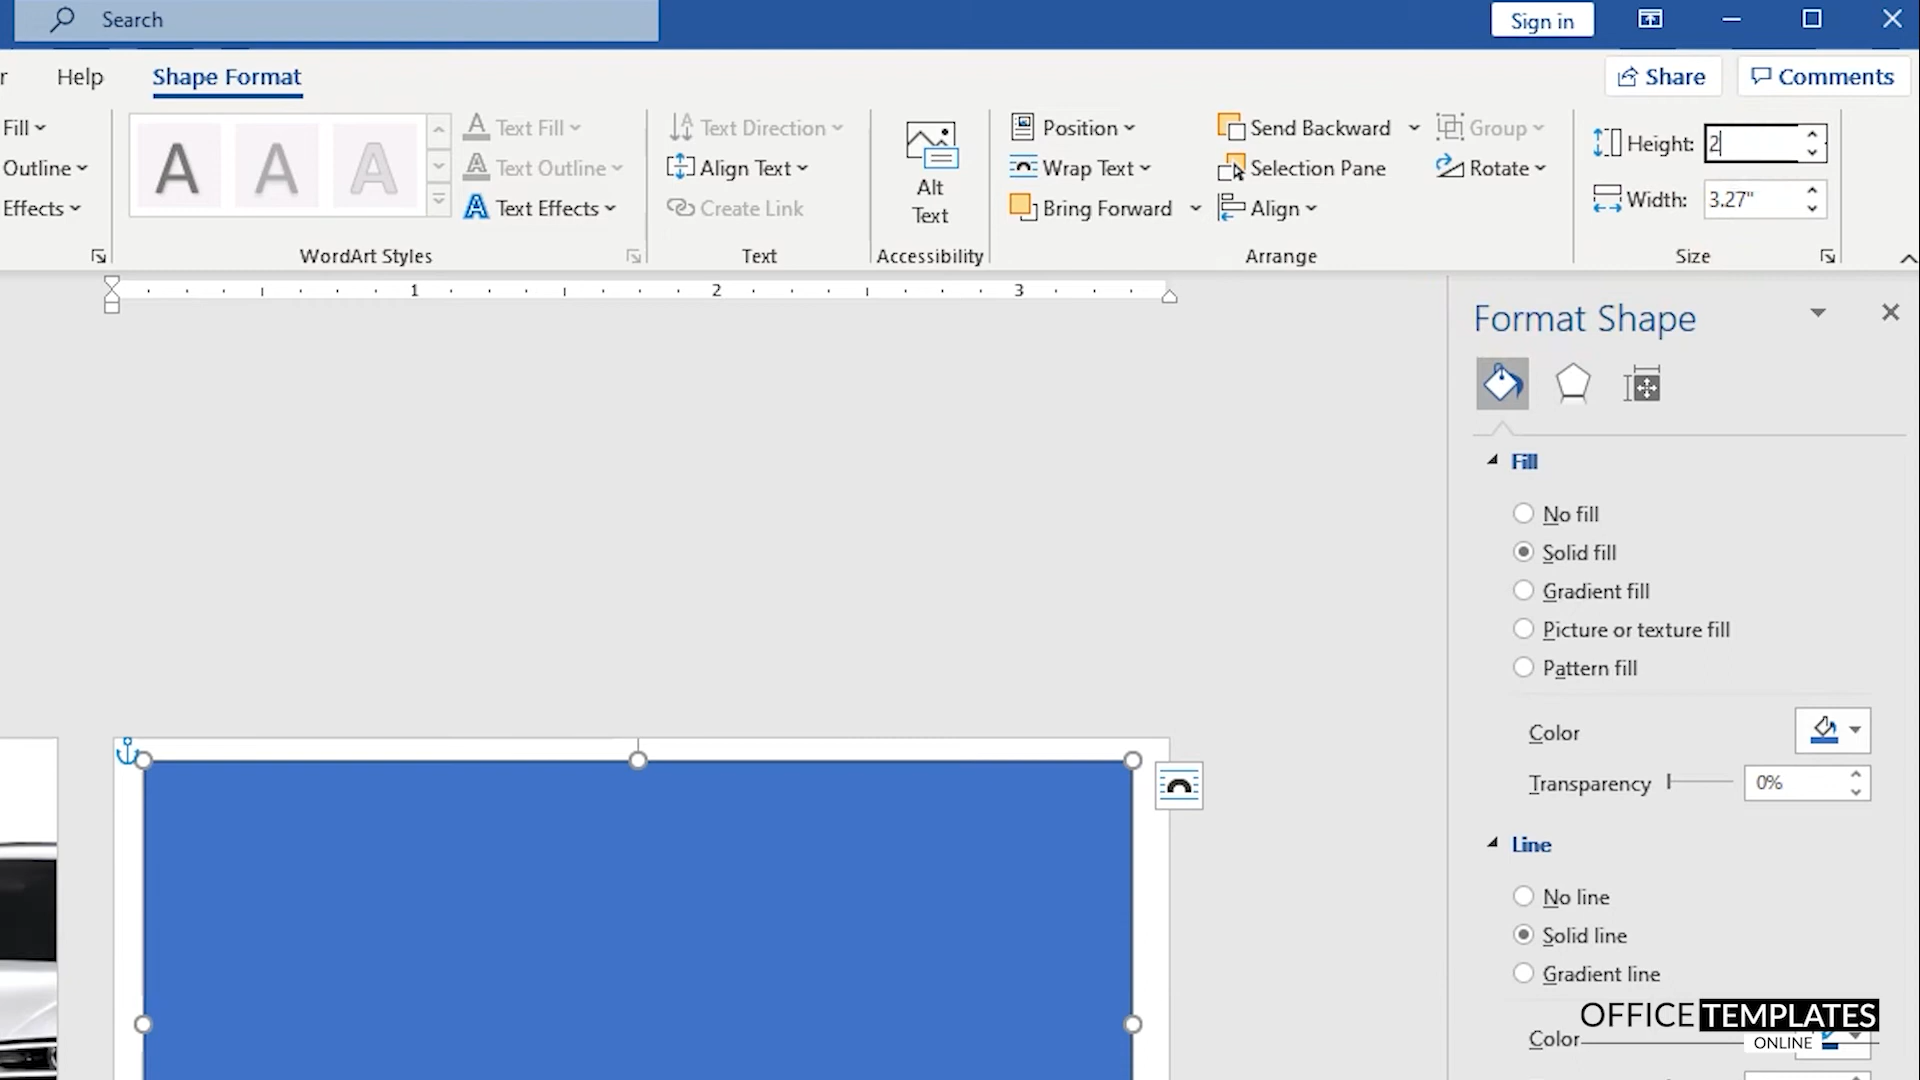 Search
Sign in
r Help Shape Format
Share Comments
Fill
Outline
Effects
A A A
Text Fill
Text Outline
Text Effects
WordArt Styles
Text Direction
Align Text
Create Link
Text
Alt
Text
Accessibility
Position
Wrap Text
Bring Forward
Send Backward
Selection Pane
Align
Group
Rotate
Arrange
Height: 2
Width: 3.27"
Size
1 2 3
Format Shape
Fill
No fill
Solid fill
Gradient fill
Picture or texture fill
Pattern fill
Color
Transparency 0%
Line
No line
Solid line
Gradient line
Color
OFFICE TEMPLATES
ONLINE